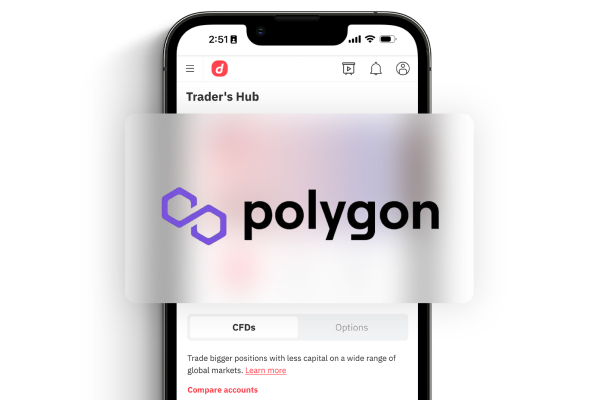 2:51
d
Trader's Hub
polygon
CFDs
Options
Trade bigger positions with less capital on a wide range of
global markets. Learn more
Compare accounts